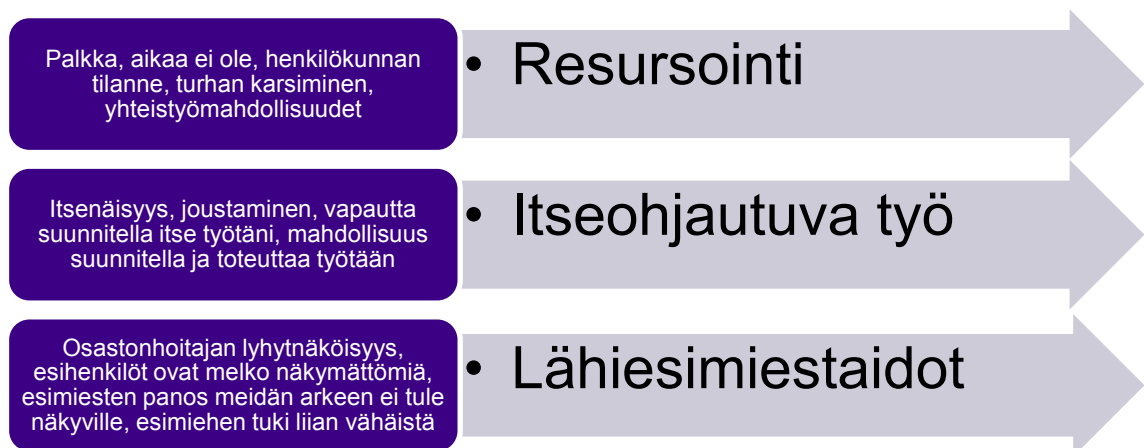 Palkka, aikaa ei ole, henkilökunnan
tilanne, turhan karsiminen,
yhteistyömahdollisuudet
• Resursointi
Itsenäisyys, joustaminen, vapautta
suunnitella itse työtäni, mahdollisuus
suunnitella ja toteuttaa työtään
• Itseohjautuva työ
Osastonhoitajan lyhytnäköisyys,
esihenkilöt ovat melko näkymättömiä,
esimiesten panos meidän arkeen ei tule
näkyville, esimiehen tuki liian vähäistä
• Lähiesimiestaidot